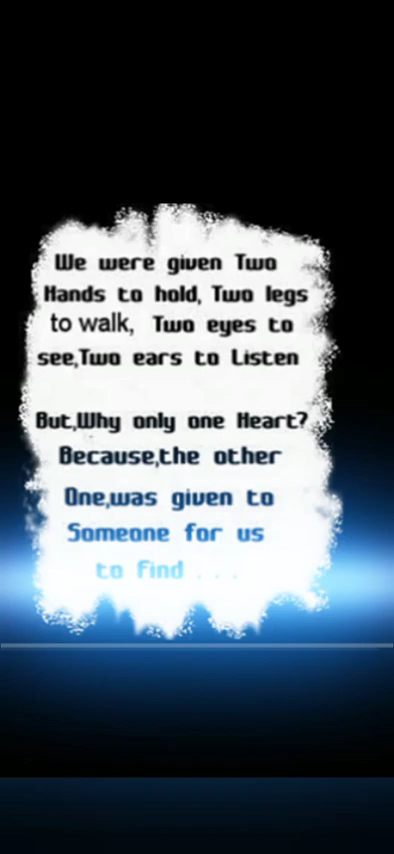 We were given Two
Hands to hold, Two legs
to walk, Two eyes to
see,Two ears to Listen
But,Why only one Heart?
Because,the other
One,was given to
Someone for us
to find . . .